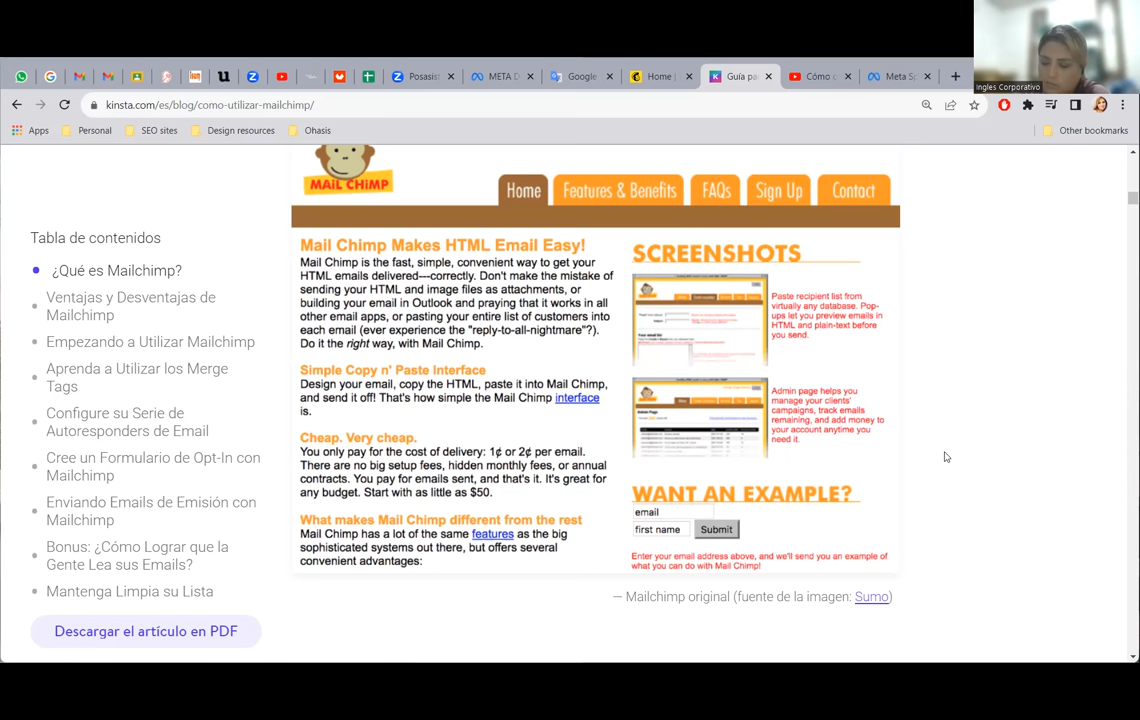 Ingles Corporativo
Posasist
META D
Google
Home |
Guía pa
Cómo c
Meta Sp
kinsta.com/es/blog/como-utilizar-mailchimp/
Apps
Personal
SEO sites
Design resources
Ohasis
Other bookmarks
Tabla de contenidos
¿Qué es Mailchimp?
Ventajas y Desventajas de
Mailchimp
Empezando a Utilizar Mailchimp
Aprenda a Utilizar los Merge
Tags
Configure su Serie de
Autoresponders de Email
Cree un Formulario de Opt-In con
Mailchimp
Enviando Emails de Emisión con
Mailchimp
Bonus: ¿Cómo Lograr que la
Gente Lea sus Emails?
Mantenga Limpia su Lista
Descargar el artículo en PDF
MAIL CHIMP
Home
Features & Benefits
FAQs
Sign Up
Contact
Mail Chimp Makes HTML Email Easy!
Mail Chimp is the fast, simple, convenient way to get your
HTML emails delivered---correctly. Don't make the mistake of
sending your HTML and image files as attachments, or
building your email in Outlook and praying that it works in all
other email apps, or pasting your entire list of customers into
each email (ever experience the "reply-to-all-nightmare"?).
Do it the right way, with Mail Chimp.
Simple Copy n' Paste Interface
Design your email, copy the HTML, paste it into Mail Chimp,
and send it off! That's how simple the Mail Chimp interface
is.
Cheap. Very cheap.
You only pay for the cost of delivery: 1¢ or 2¢ per email.
There are no big setup fees, hidden monthly fees, or annual
contracts. You pay for emails sent, and that's it. It's great for
any budget. Start with as little as $50.
What makes Mail Chimp different from the rest
Mail Chimp has a lot of the same features as the big
sophisticated systems out there, but offers several
convenient advantages:
SCREENSHOTS
Paste recipient list from
virtually any database. Pop-
ups let you preview emails in
HTML and plain-text before
you send.
Admin page helps you
manage your clients'
campaigns, track emails
remaining, and add money to
your account anytime you
need it.
WANT AN EXAMPLE?
email
first name
Submit
Enter your email address above, and we'll send you an example of
what you can do with Mail Chimp!
— Mailchimp original (fuente de la imagen: Sumo)